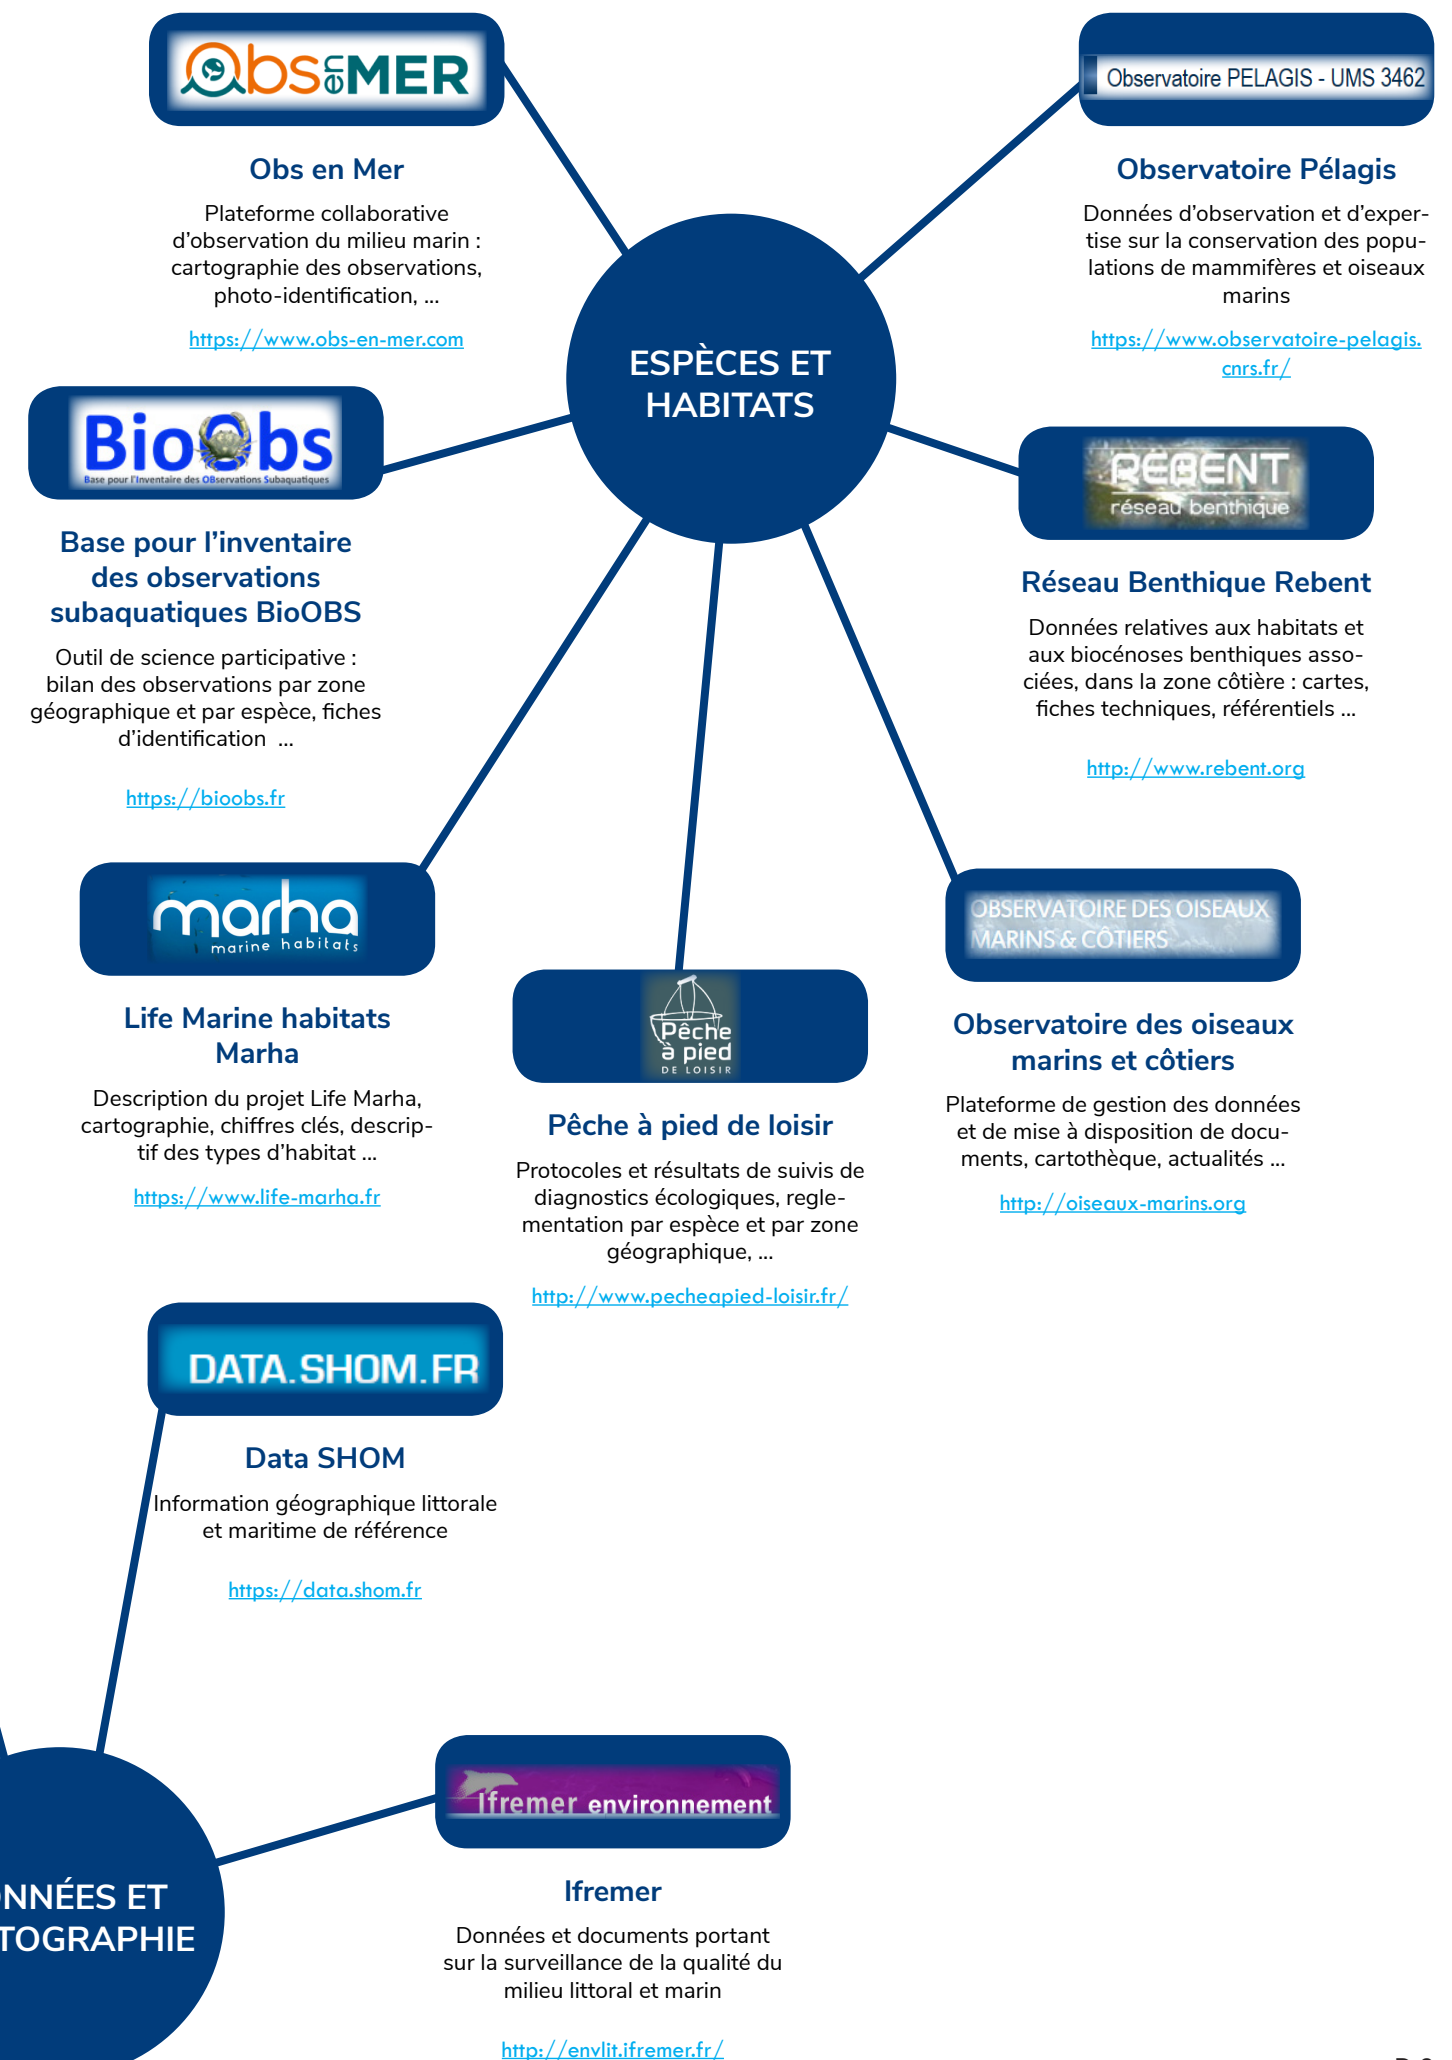 Obs en MER
Obs en Mer
Plateforme collaborative
d'observation du milieu marin :
cartographie des observations,
photo-identification, ...
https://www.obs-en-mer.com
Observatoire PELAGIS - UMS 3462
Observatoire Pélagis
Données d'observation et d'exper-
tise sur la conservation des popu-
lations de mammifères et oiseaux
marins
https://www.observatoire-pelagis.
cnrs.fr/
ESPÈCES ET
HABITATS
BioObs
Base pour l'Inventaire des OBservations Subaquatiques
Base pour l'inventaire
des observations
subaquatiques BioOBS
Outil de science participative :
bilan des observations par zone
géographique et par espèce, fiches
d'identification ...
https://bioobs.fr
REBENT
réseau benthique
Réseau Benthique Rebent
Données relatives aux habitats et
aux biocénoses benthiques asso-
ciées, dans la zone côtière : cartes,
fiches techniques, référentiels ...
http://www.rebent.org
marha
marine habitats
Life Marine habitats
Marha
Description du projet Life Marha,
cartographie, chiffres clés, descrip-
tif des types d'habitat ...
https://www.life-marha.fr
Pêche
à pied
DE LOISIR
Pêche à pied de loisir
Protocoles et résultats de suivis de
diagnostics écologiques, regle-
mentation par espèce et par zone
géographique, ...
http://www.pecheapied-loisir.fr/
OBSERVATOIRE DES OISEAUX
MARINS & CÔTIERS
Observatoire des oiseaux
marins et côtiers
Plateforme de gestion des données
et de mise à disposition de docu-
ments, cartothèque, actualités ...
http://oiseaux-marins.org
DATA.SHOM.FR
Data SHOM
Information géographique littorale
et maritime de référence
https://data.shom.fr
Ifremer environnement
Ifremer
Données et documents portant
sur la surveillance de la qualité du
milieu littoral et marin
http://envlit.ifremer.fr/
NNÉES ET
TOGRAPHIE